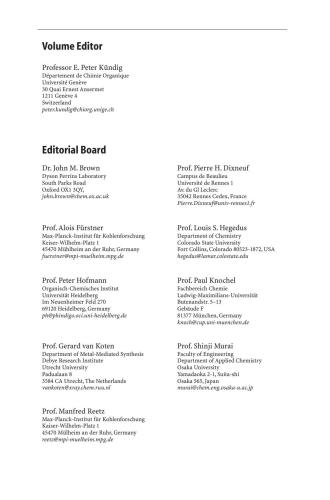 Volume Editor
Professor E. Peter Kündig
Département de Chimie Organique
Université Genève
30 Quai Ernest Ansermet
1211 Genève 4
Switzerland
peter.kundig@chiorg.unige.ch
Editorial Board
Dr. John M. Brown
Dyson Perrins Laboratory
South Parks Road
Oxford OX1 3QY,
john.brown@chem.ox.ac.uk
Prof. Pierre H. Dixneuf
Campus de Beaulieu
Université de Rennes 1
Av. du Gl Leclerc
35042 Rennes Cedex, France
Pierre.Dixneuf@univ-rennes1.fr
Prof. Alois Fürstner
Max-Planck-Institut für Kohlenforschung
Kaiser-Wilhelm-Platz 1
45470 Mühlheim an der Ruhr, Germany
fuerstner@mpi-muelheim.mpg.de
Prof. Louis S. Hegedus
Department of Chemistry
Colorado State University
Fort Collins, Colorado 80523-1872, USA
hegedus@lamar.colostate.edu
Prof. Peter Hofmann
Organisch-Chemisches Institut
Universität Heidelberg
Im Neuenheimer Feld 270
69120 Heidelberg, Germany
ph@phindigo.oci.uni-heidelberg.de
Prof. Paul Knochel
Fachbereich Chemie
Ludwig-Maximilians-Universität
Butenandstr. 5–13
Gebäude F
81377 München, Germany
knoch@cup.uni-muenchen.de
Prof. Gerard van Koten
Department of Metal-Mediated Synthesis
Debye Research Institute
Utrecht University
Padualaan 8
3584 CA Utrecht, The Netherlands
vankoten@xray.chem.ruu.nl
Prof. Shinji Murai
Faculty of Engineering
Department of Applied Chemistry
Osaka University
Yamadaoka 2-1, Suita-shi
Osaka 565, Japan
murai@chem.eng.osaka-u.ac.jp
Prof. Manfred Reetz
Max-Planck-Institut für Kohlenforschung
Kaiser-Wilhelm-Platz 1
45470 Mülheim an der Ruhr, Germany
reetz@mpi-muelheim.mpg.de